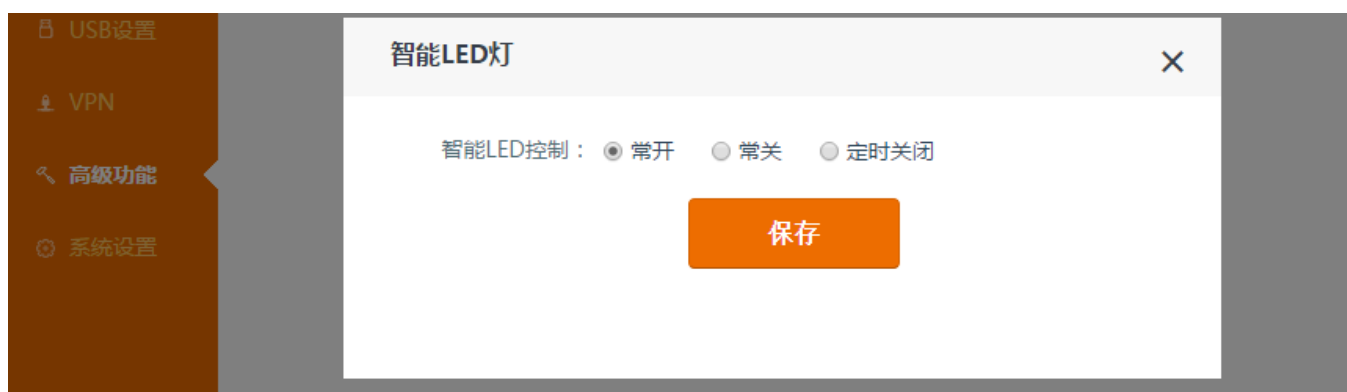 USB设置
VPN
高级功能
系统设置
智能LED灯
智能LED控制： 常开 常关 定时关闭
保存